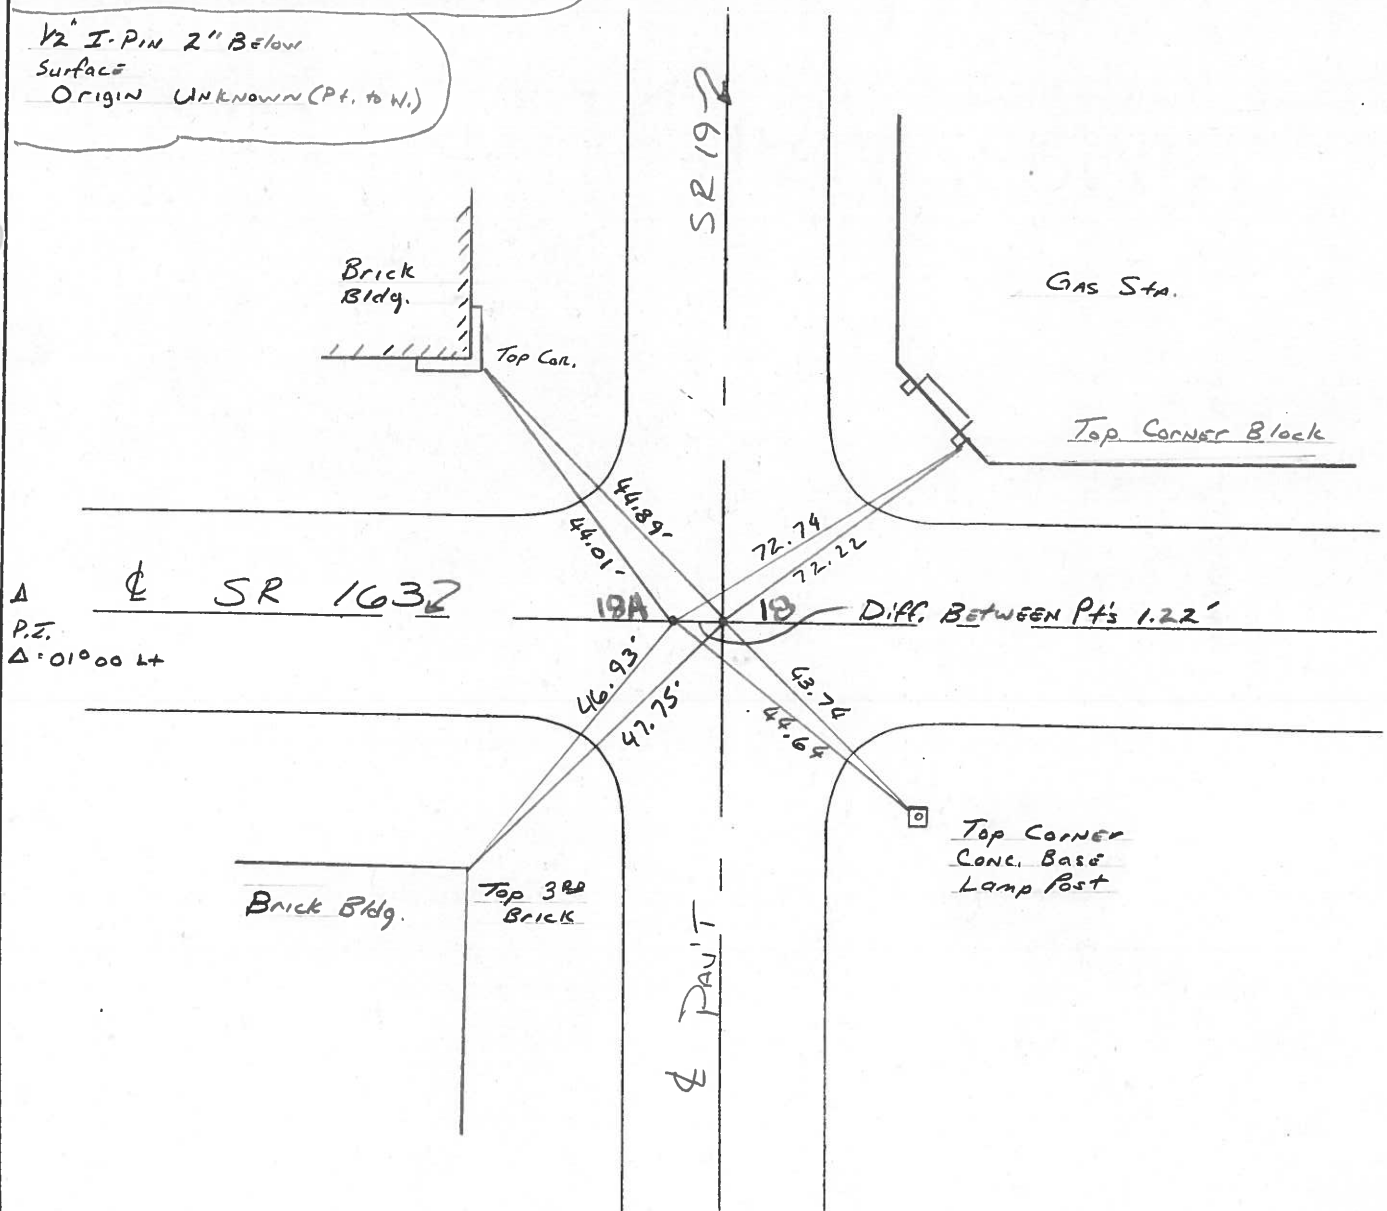 1/2" I-PIN 2" Below
Surface
Origin Unknown (Pt. to W.)
SR 19
Brick
Bldg.
Top Cor.
Gas Sta.
Top Corner Block
44.89'
44.01'
72.74
72.22
℄ SR 1632
18A
18
Diff. Between Pt's 1.22'
Δ
P.I.
Δ=01°00 Lt
46.93'
47.75'
43.74
44.64
Top Corner
Conc. Base
Lamp Post
Brick Bldg.
Top 3RD
Brick
℄ PAV'T